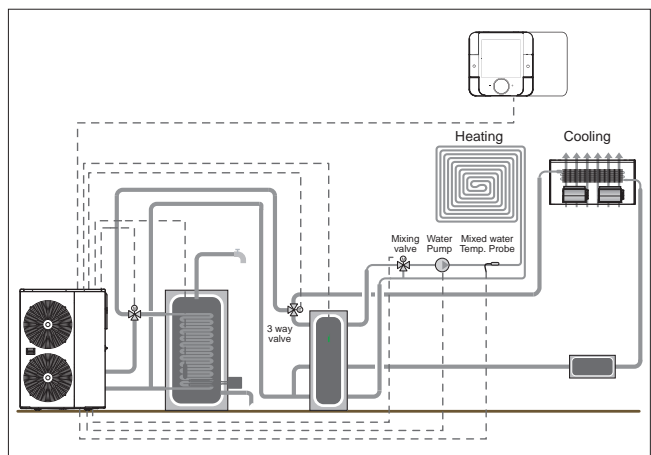 Heating
Cooling
Mixing
valve
Water
Pump
Mixed water
Temp. Probe
3 way
valve